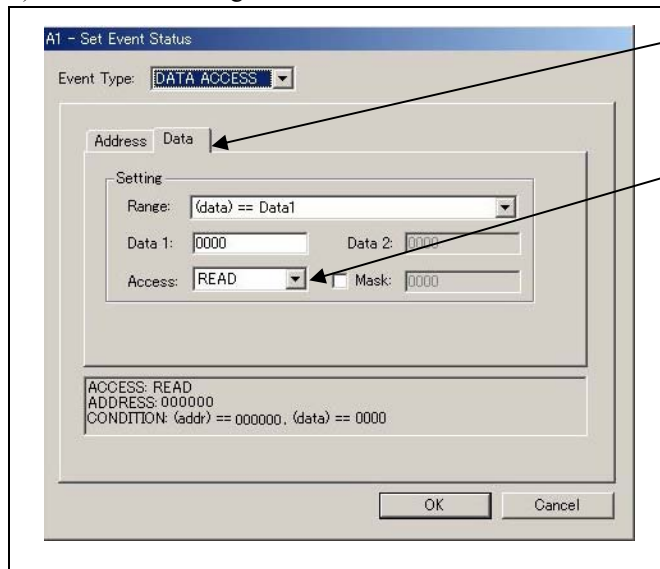 A1 - Set Event Status
Event Type: DATA ACCESS
Address Data
Setting
Range: (data) == Data1
Data 1: 0000 Data 2: 0000
Access: READ Mask: 0000
ACCESS: READ
ADDRESS: 000000
CONDITION: (addr) == 000000, (data) == 0000
OK Cancel